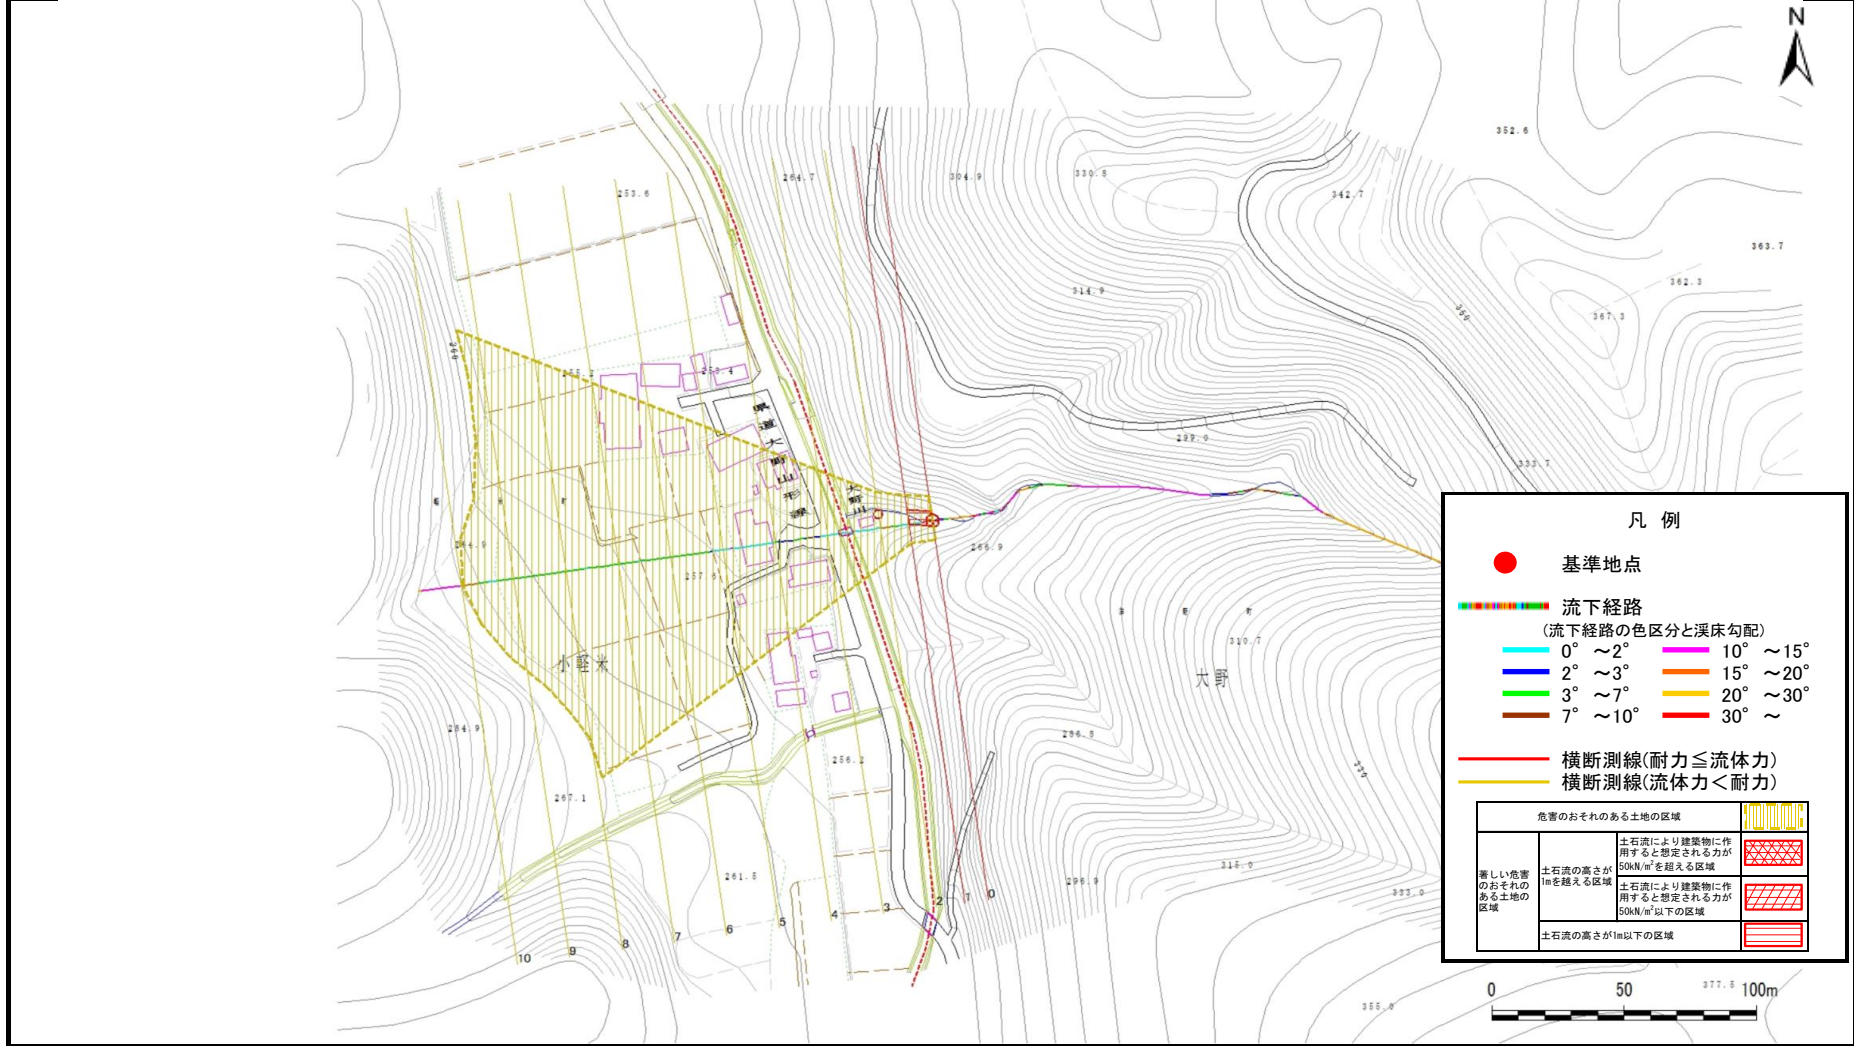 N
352.6
264.7
304.9
330.8
253.6
342.7
363.7
362.3
314.9
350
367.3
260
253.4
県道大野山形線
299.0
333.7
大野川
264.9
266.9
257.6
町
310.7
小軽米
大野
264.9
286.8
256.2
330
267.1
261.5
315.0
296.9
333.0
0
1
2
3
4
5
6
7
8
9
10
355.0
377.5
凡 例
基準地点
流下経路
(流下経路の色区分と渓床勾配)
0° ～2° 10° ～15°
2° ～3° 15° ～20°
3° ～7° 20° ～30°
7° ～10° 30° ～
横断測線(耐力≦流体力)
横断測線(流体力＜耐力)
危害のおそれのある土地の区域
著しい危害
のおそれの
ある土地の
区域
土石流の高さが
1mを越える区域
土石流により建築物に作
用すると想定される力が
50kN/m²を超える区域
土石流により建築物に作
用すると想定される力が
50kN/m²以下の区域
土石流の高さが1m以下の区域
0 50 100m